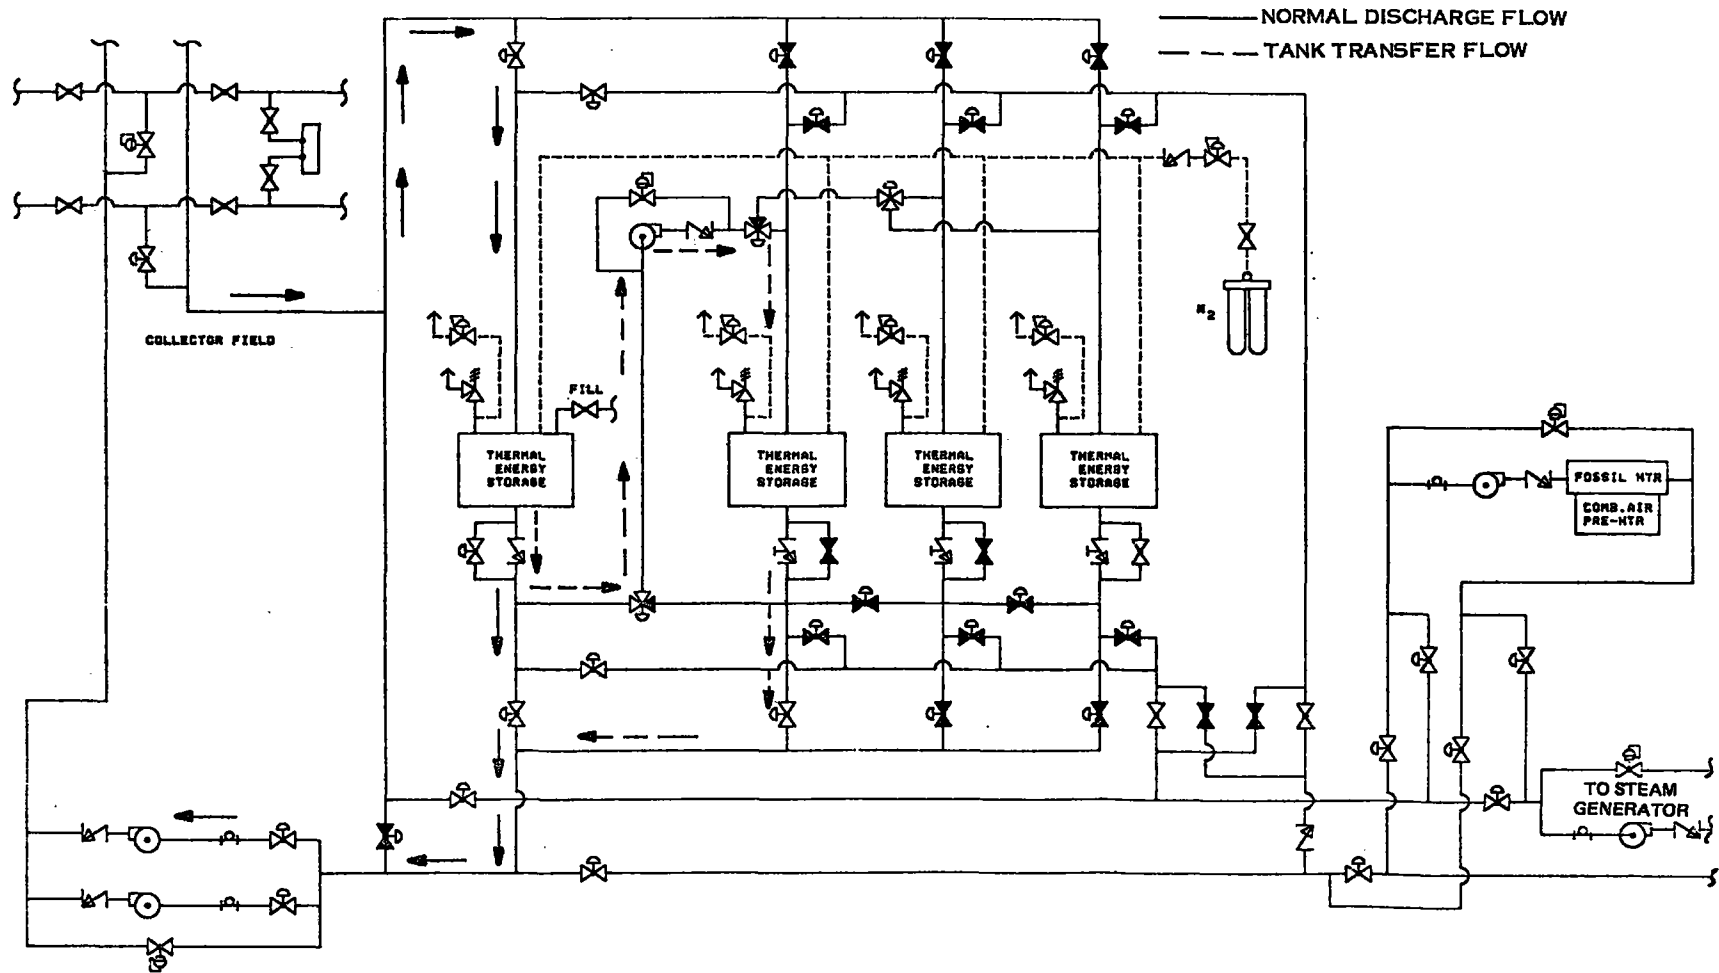 NORMAL DISCHARGE FLOW
TANK TRANSFER FLOW
N2
COLLECTOR FIELD
FILL
THERMAL
ENERGY
STORAGE
THERMAL
ENERGY
STORAGE
THERMAL
ENERGY
STORAGE
THERMAL
ENERGY
STORAGE
FOSSIL HTR
COMB.AIR
PRE-HTR
TO STEAM
GENERATOR